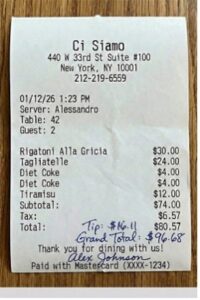 Ci Siamo
440 W 33rd St Suite #100
New York, NY 10001
212-219-6559
01/12/26 1:23 PM
Server: Alessandro
Table: 42
Guest: 2
Rigatoni Alla Gricia $30.00
Tagliatelle $24.00
Diet Coke $4.00
Diet Coke $4.00
Tiramisu $12.00
Subtotal: $74.00
Tax: $6.57
Total: $80.57
Tip: $16.11
Grand Total: $96.68
Thank you for dining with us!
Alex Johnson
Paid with Mastercard (XXXX-1234)